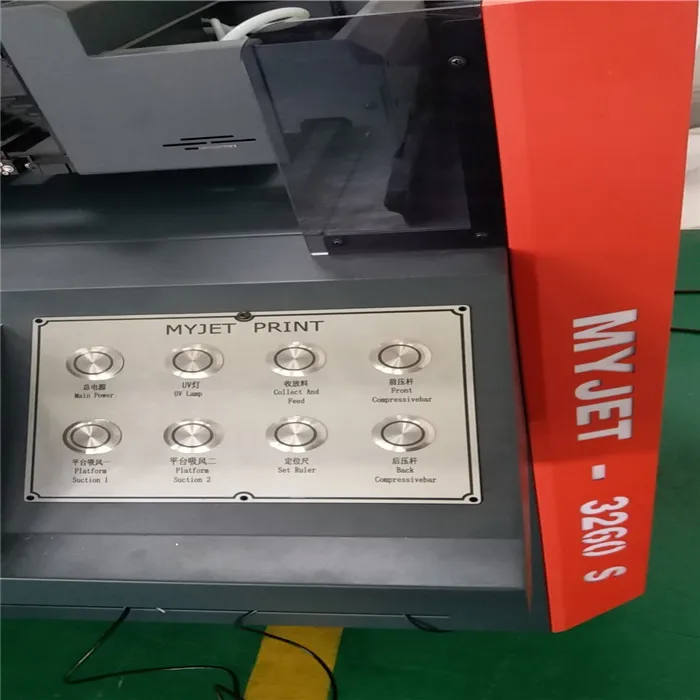 MYJET PRINT
总电源
Main Power
UV灯
UV Lamp
收放料
Collect And
Feed
前压杆
Front
Compressivebar
平台吸风一
Platform
Suction 1
平台吸风二
Platform
Suction 2
定位尺
Set Ruler
后压杆
Back
Compressivebar
MYJET - 3260 S